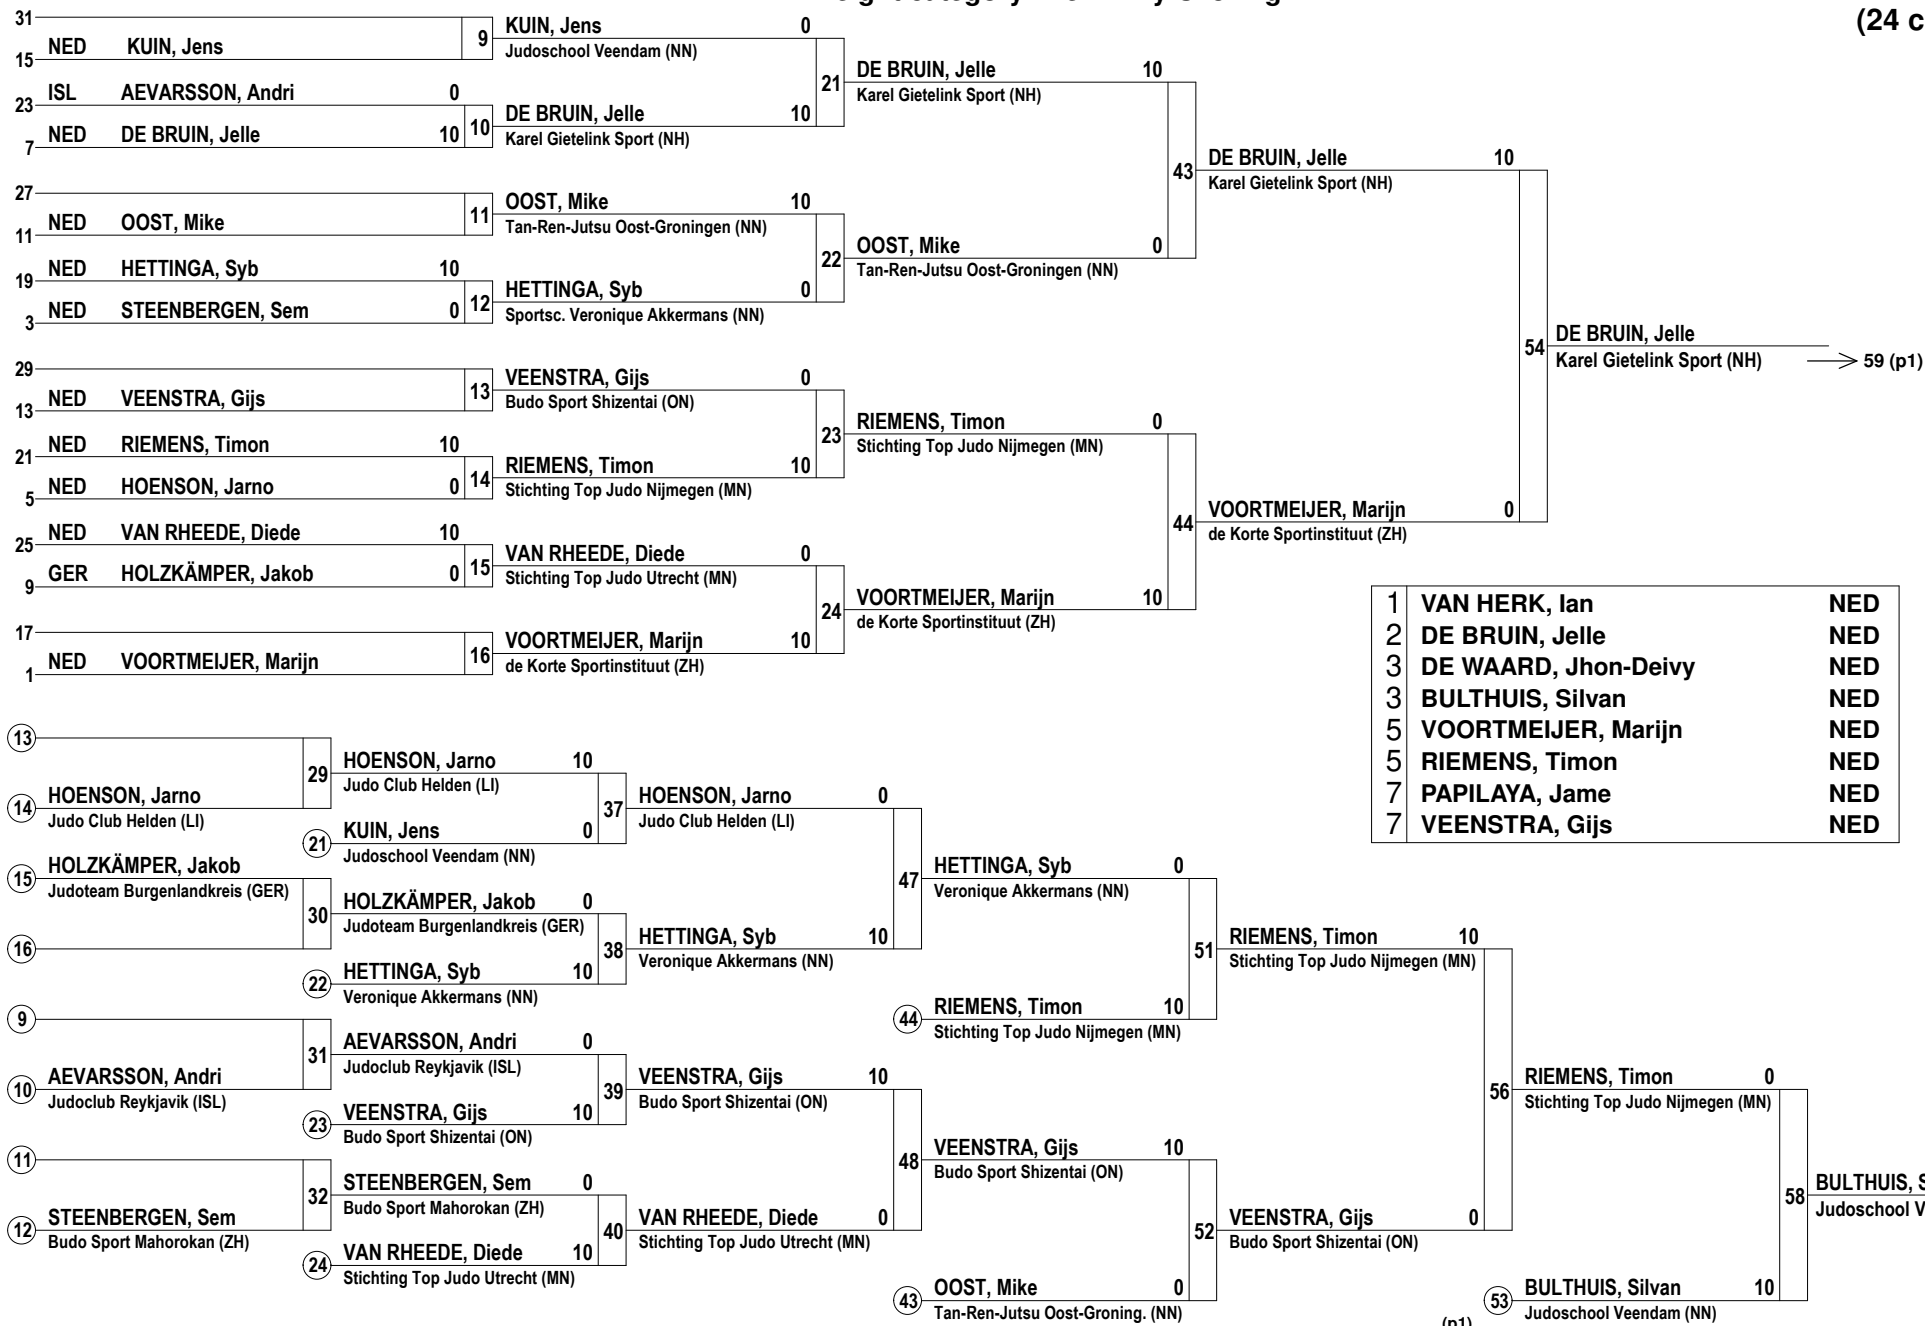 (24 c
31
NED KUIN, Jens
15
9
KUIN, Jens 0
Judoschool Veendam (NN)
ISL AEVARSSON, Andri 0
23
NED DE BRUIN, Jelle 10
7
10
DE BRUIN, Jelle 10
Karel Gietelink Sport (NH)
21
DE BRUIN, Jelle 10
Karel Gietelink Sport (NH)
27
NED OOST, Mike
11
11
OOST, Mike 10
Tan-Ren-Jutsu Oost-Groningen (NN)
NED HETTINGA, Syb 10
19
NED STEENBERGEN, Sem 0
3
12
HETTINGA, Syb 0
Sportsc. Veronique Akkermans (NN)
22
OOST, Mike 0
Tan-Ren-Jutsu Oost-Groningen (NN)
43
DE BRUIN, Jelle 10
Karel Gietelink Sport (NH)
29
NED VEENSTRA, Gijs
13
13
VEENSTRA, Gijs 0
Budo Sport Shizentai (ON)
NED RIEMENS, Timon 10
21
NED HOENSON, Jarno 0
5
14
RIEMENS, Timon 10
Stichting Top Judo Nijmegen (MN)
23
RIEMENS, Timon 0
Stichting Top Judo Nijmegen (MN)
NED VAN RHEEDE, Diede 10
25
GER HOLZKÄMPER, Jakob 0
9
15
VAN RHEEDE, Diede 0
Stichting Top Judo Utrecht (MN)
17
NED VOORTMEIJER, Marijn
1
16
VOORTMEIJER, Marijn 10
de Korte Sportinstituut (ZH)
24
VOORTMEIJER, Marijn 10
de Korte Sportinstituut (ZH)
44
VOORTMEIJER, Marijn 0
de Korte Sportinstituut (ZH)
54
DE BRUIN, Jelle
Karel Gietelink Sport (NH) 59 (p1)
1 VAN HERK, Ian NED
2 DE BRUIN, Jelle NED
3 DE WAARD, Jhon-Deivy NED
3 BULTHUIS, Silvan NED
5 VOORTMEIJER, Marijn NED
5 RIEMENS, Timon NED
7 PAPILAYA, Jame NED
7 VEENSTRA, Gijs NED
13
14 HOENSON, Jarno
Judo Club Helden (LI)
29
HOENSON, Jarno 10
Judo Club Helden (LI)
21 KUIN, Jens 0
Judoschool Veendam (NN)
37
HOENSON, Jarno 0
Judo Club Helden (LI)
15 HOLZKÄMPER, Jakob
Judoteam Burgenlandkreis (GER)
16
30
HOLZKÄMPER, Jakob 0
Judoteam Burgenlandkreis (GER)
22 HETTINGA, Syb 10
Veronique Akkermans (NN)
38
HETTINGA, Syb 10
Veronique Akkermans (NN)
47
HETTINGA, Syb 0
Veronique Akkermans (NN)
44 RIEMENS, Timon 10
Stichting Top Judo Nijmegen (MN)
51
RIEMENS, Timon 10
Stichting Top Judo Nijmegen (MN)
9
10 AEVARSSON, Andri
Judoclub Reykjavik (ISL)
31
AEVARSSON, Andri 0
Judoclub Reykjavik (ISL)
23 VEENSTRA, Gijs 10
Budo Sport Shizentai (ON)
39
VEENSTRA, Gijs 10
Budo Sport Shizentai (ON)
11
12 STEENBERGEN, Sem
Budo Sport Mahorokan (ZH)
32
STEENBERGEN, Sem 0
Budo Sport Mahorokan (ZH)
24 VAN RHEEDE, Diede 10
Stichting Top Judo Utrecht (MN)
40
VAN RHEEDE, Diede 0
Stichting Top Judo Utrecht (MN)
48
VEENSTRA, Gijs 10
Budo Sport Shizentai (ON)
43 OOST, Mike 0
Tan-Ren-Jutsu Oost-Groning. (NN)
52
VEENSTRA, Gijs 0
Budo Sport Shizentai (ON)
56
RIEMENS, Timon 0
Stichting Top Judo Nijmegen (MN)
53 BULTHUIS, Silvan 10
Judoschool Veendam (NN)
(p1)
58
BULTHUIS, S
Judoschool V